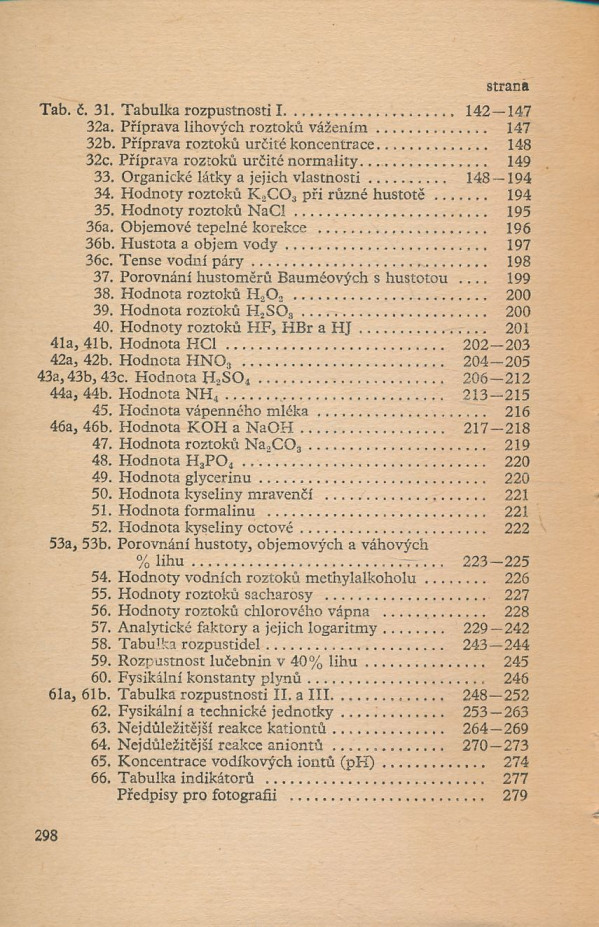 strana
Tab. č. 31. Tabulka rozpustnosti I. ..................... 142—147
32a. Příprava lihových roztoků vážením .............. 147
32b. Příprava roztoků určité koncentrace.............. 148
32c. Příprava roztoků určité normality................ 149
33. Organické látky a jejich vlastnosti .......... 148—194
34. Hodnoty roztoků K₂CO₃ při různé hustotě ....... 194
35. Hodnoty roztoků NaCl ........................ 195
36a. Objemové tepelné korekce ..................... 196
36b. Hustota a objem vody ......................... 197
36c. Tense vodní páry .............................. 198
37. Porovnání hustoměrů Bauméových s hustotou .... 199
38. Hodnota roztoků H₂O₂ ........................ 200
39. Hodnota roztoků H₂SO₃ ....................... 200
40. Hodnoty roztoků HF, HBr a HJ ................ 201
41a, 41b. Hodnota HCl ........................... 202—203
42a, 42b. Hodnota HNO₃ .......................... 204—205
43a, 43b, 43c. Hodnota H₂SO₄ ........................ 206—212
44a, 44b. Hodnota NH₄ ........................... 213—215
45. Hodnota vápenného mléka ..................... 216
46a, 46b. Hodnota KOH a NaOH .................. 217—218
47. Hodnota roztoků Na₂CO₃ ...................... 219
48. Hodnota H₃PO₄ .............................. 220
49. Hodnota glycerinu ............................ 220
50. Hodnota kyseliny mravenčí .................... 221
51. Hodnota formalinu ........................... 221
52. Hodnota kyseliny octové ...................... 222
53a, 53b. Porovnání hustoty, objemových a váhových
% lihu ................................ 223—225
54. Hodnoty vodních roztoků methylalkoholu ........ 226
55. Hodnoty roztoků sacharosy .................... 227
56. Hodnoty roztoků chlorového vápna ............. 228
57. Analytické faktory a jejich logaritmy ........ 229—242
58. Tabulka rozpustidel ...................... 243—244
59. Rozpustnost lučebnin v 40% lihu ............... 245
60. Fysikální konstanty plynů ...................... 246
61a, 61b. Tabulka rozpustnosti II. a III. ............. 248—252
62. Fysikální a technické jednotky ............. 253—263
63. Nejdůležitější reakce kationtů .............. 264—269
64. Nejdůležitější reakce aniontů .............. 270—273
65. Koncentrace vodíkových iontů (pH) ............. 274
66. Tabulka indikátorů ........................... 277
Předpisy pro fotografii ........................ 279
298